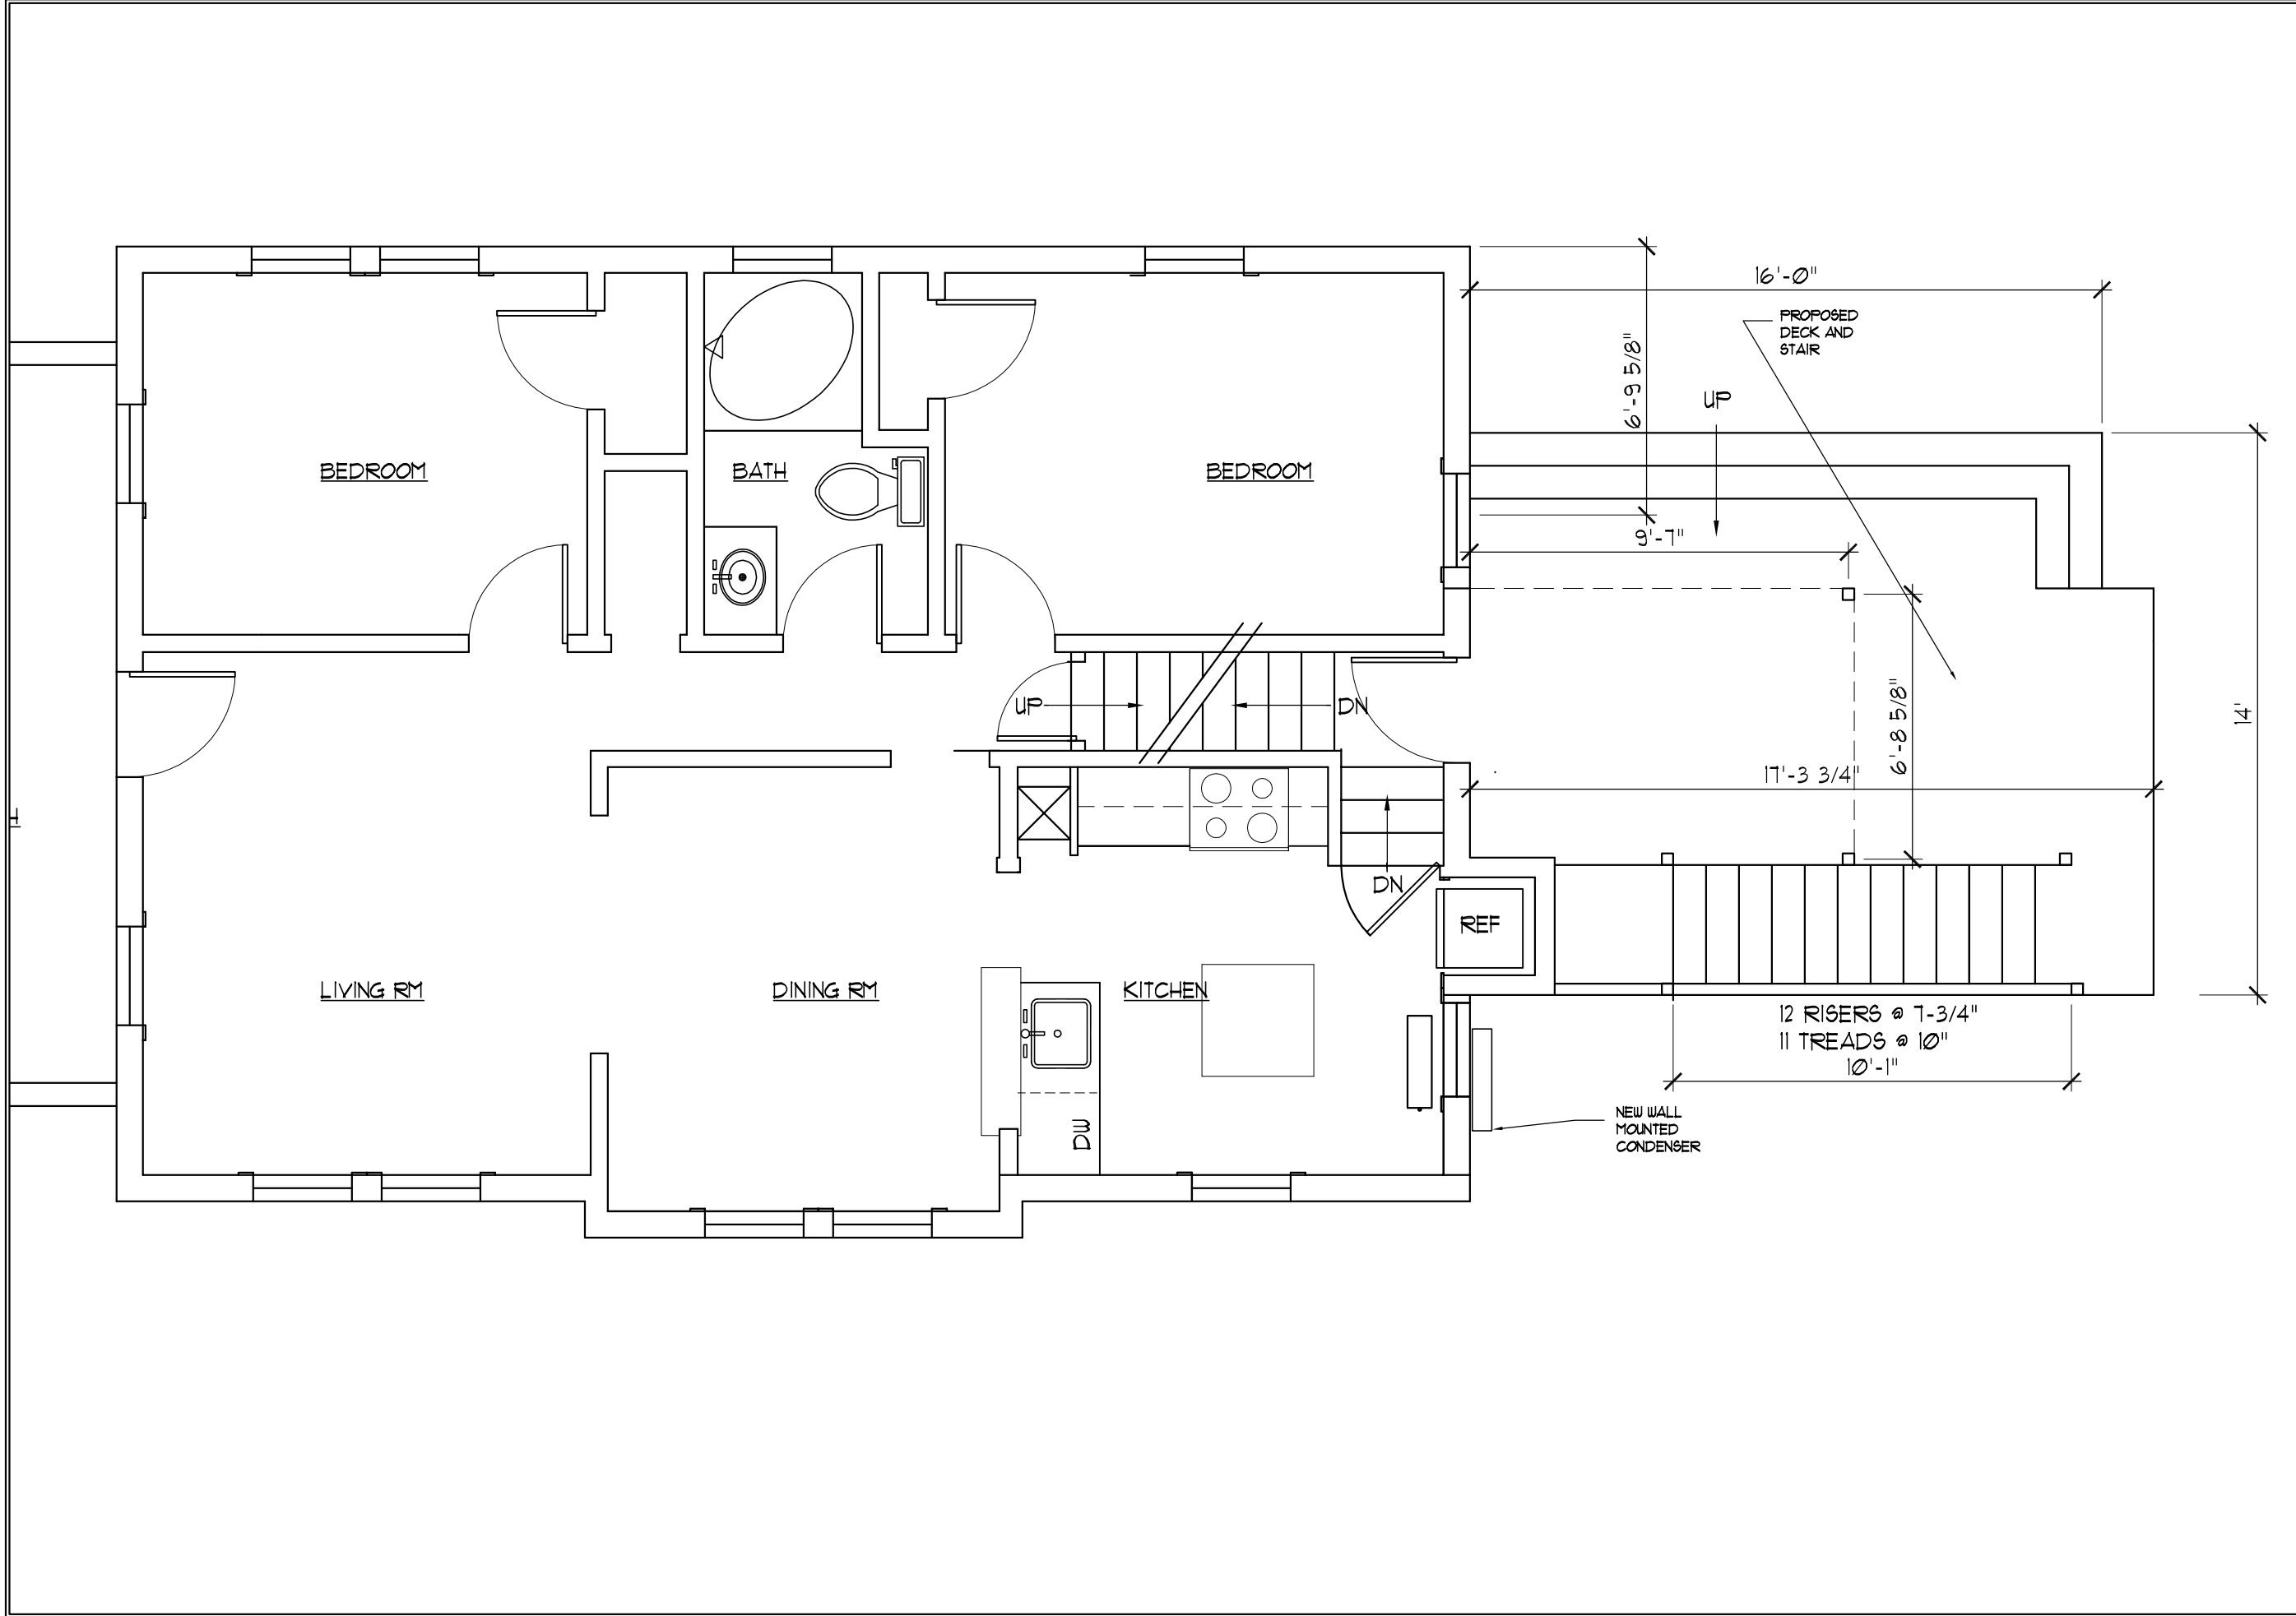 16'-0"
PROPOSED
DECK AND
STAIR
6'-9 5/8"
UP
BEDROOM
BATH
BEDROOM
9'-7"
UP
DN
6'-8 5/8"
14'
17'-3 3/4"
H
DN
REF
LIVING RM
DINING RM
KITCHEN
12 RISERS @ 7-3/4"
11 TREADS @ 10"
10'-1"
DW
NEW WALL
MOUNTED
CONDENSER